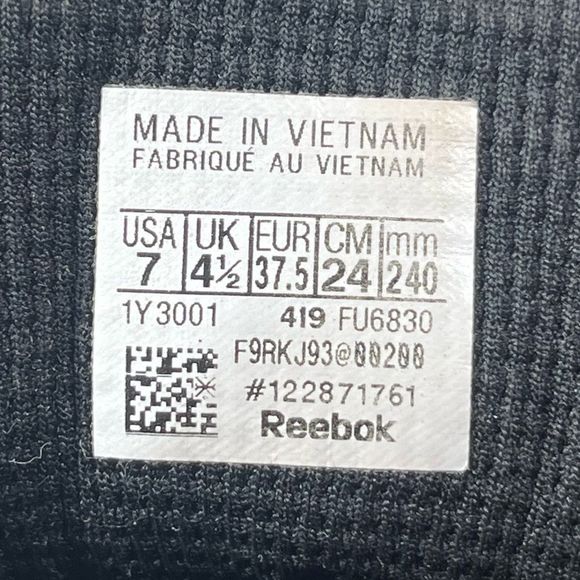 MADE IN VIETNAM
FABRIQUÉ AU VIETNAM
USA UK EUR CM mm
7 4½ 37.5 24 240
1Y3001 419 FU6830
F9RKJ93@00200
#122871761
Reebok